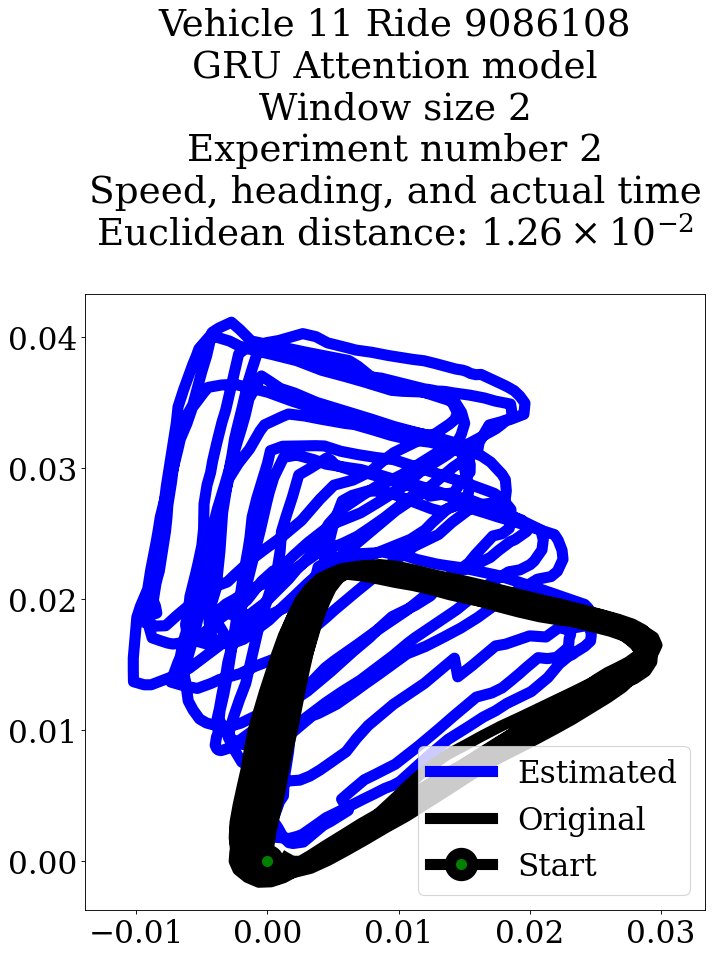 Vehicle 11 Ride 9086108
GRU Attention model
Window size 2
Experiment number 2
Speed, heading, and actual time
Euclidean distance: 1.26 × 10⁻²
0.04
0.03
0.02
0.01
0.00
Estimated
Original
Start
−0.01 0.00 0.01 0.02 0.03